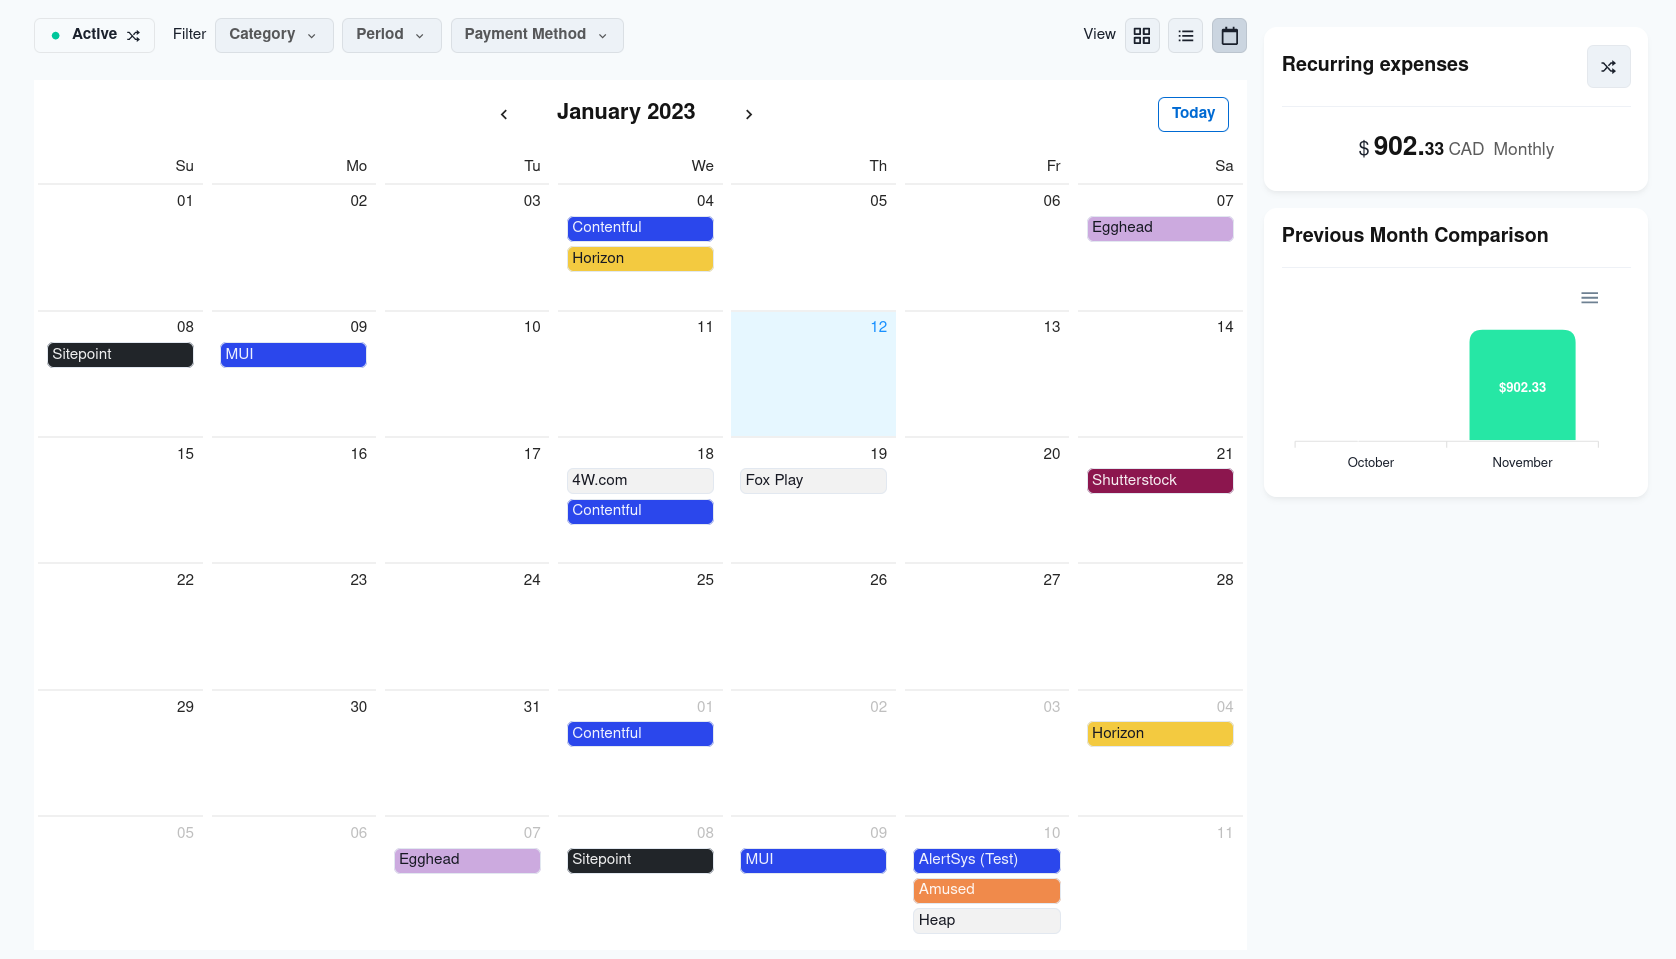 Active Filter Category Period Payment Method View
January 2023 Today
Su Mo Tu We Th Fr Sa
01 02 03 04 05 06 07
Contentful Egghead
Horizon
08 09 10 11 12 13 14
Sitepoint MUI
15 16 17 18 19 20 21
4W.com Fox Play Shutterstock
Contentful
22 23 24 25 26 27 28
29 30 31 01 02 03 04
Contentful Horizon
05 06 07 08 09 10 11
Egghead Sitepoint MUI AlertSys (Test)
Amused
Heap
Recurring expenses
$ 902.33 CAD Monthly
Previous Month Comparison
$902.33
October November